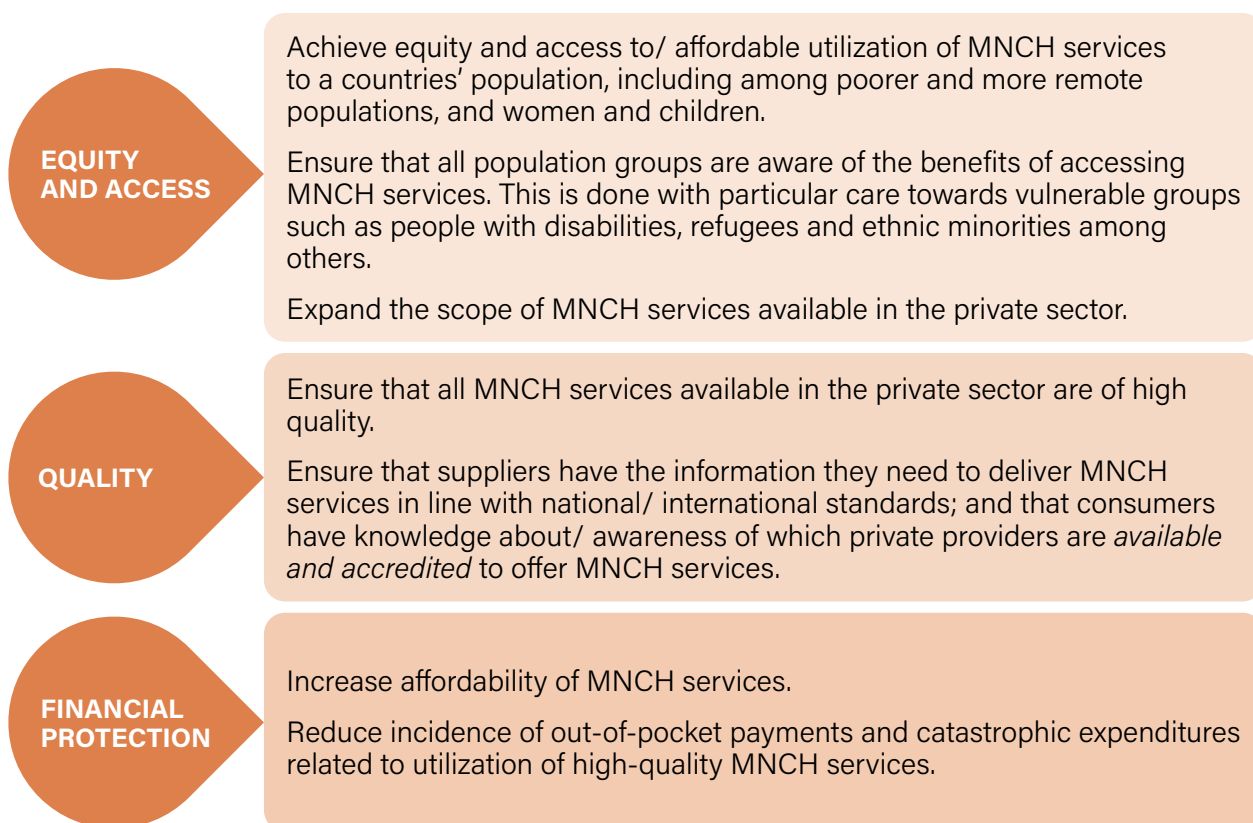 EQUITY
AND ACCESS
Achieve equity and access to/ affordable utilization of MNCH services
to a countries' population, including among poorer and more remote
populations, and women and children.
Ensure that all population groups are aware of the benefits of accessing
MNCH services. This is done with particular care towards vulnerable groups
such as people with disabilities, refugees and ethnic minorities among
others.
Expand the scope of MNCH services available in the private sector.
QUALITY
Ensure that all MNCH services available in the private sector are of high
quality.
Ensure that suppliers have the information they need to deliver MNCH
services in line with national/ international standards; and that consumers
have knowledge about/ awareness of which private providers are available
and accredited to offer MNCH services.
FINANCIAL
PROTECTION
Increase affordability of MNCH services.
Reduce incidence of out-of-pocket payments and catastrophic expenditures
related to utilization of high-quality MNCH services.